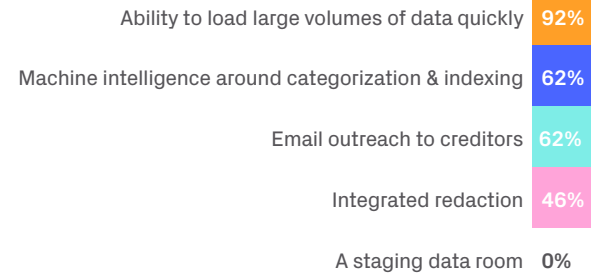 Ability to load large volumes of data quickly 92%
Machine intelligence around categorization & indexing 62%
Email outreach to creditors 62%
Integrated redaction 46%
A staging data room 0%